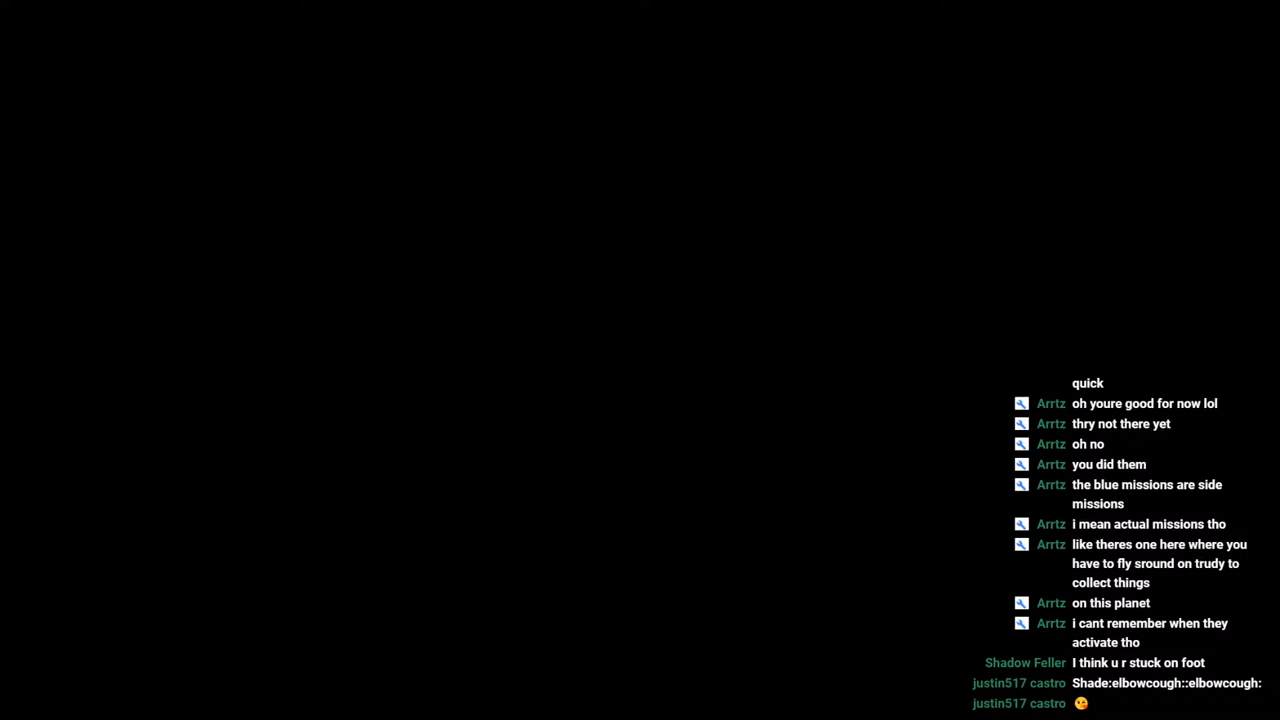 quick
Arrtz oh youre good for now lol
Arrtz thry not there yet
Arrtz oh no
Arrtz you did them
Arrtz the blue missions are side
missions
Arrtz i mean actual missions tho
Arrtz like theres one here where you
have to fly sround on trudy to
collect things
Arrtz on this planet
Arrtz i cant remember when they
activate tho
Shadow Feller I think u r stuck on foot
justin517 castro Shade:elbowcough::elbowcough:
justin517 castro 😘